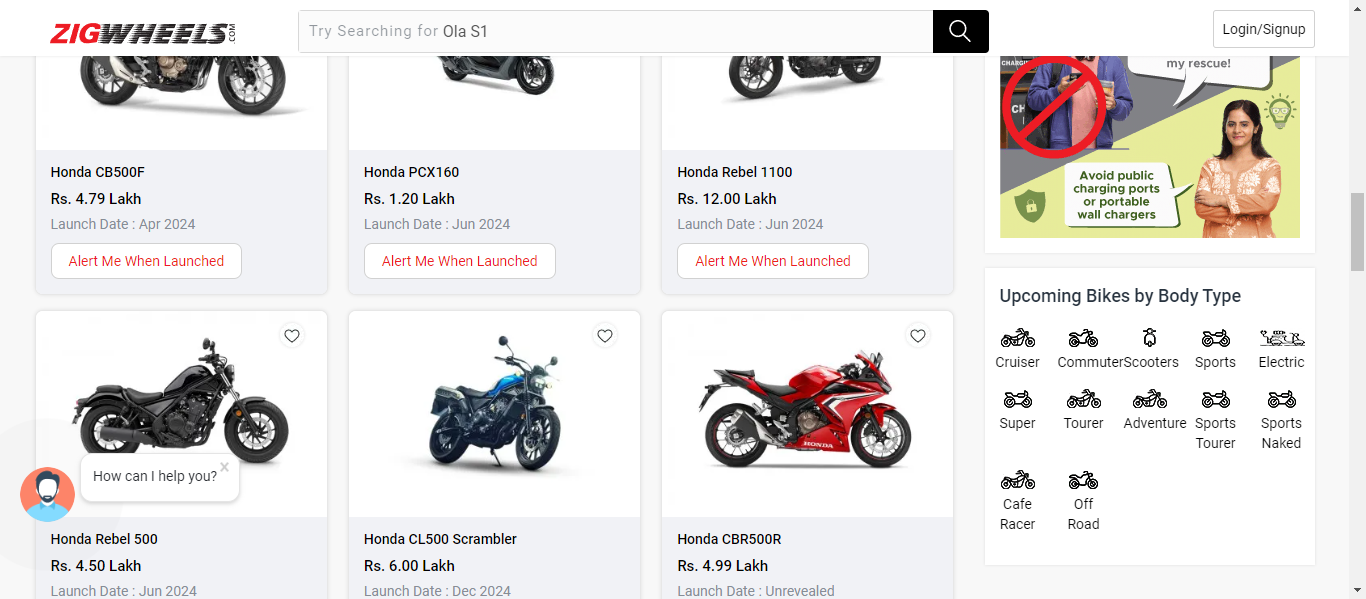 ZIGWHEELS.COM
Try Searching for Ola S1
Login/Signup
Honda CB500F
Rs. 4.79 Lakh
Launch Date : Apr 2024
Alert Me When Launched
Honda PCX160
Rs. 1.20 Lakh
Launch Date : Jun 2024
Alert Me When Launched
Honda Rebel 1100
Rs. 12.00 Lakh
Launch Date : Jun 2024
Alert Me When Launched
my rescue!
Avoid public
charging ports
or portable
wall chargers
How can I help you?
Honda Rebel 500
Rs. 4.50 Lakh
Launch Date : Jun 2024
Honda CL500 Scrambler
Rs. 6.00 Lakh
Launch Date : Dec 2024
HONDA
Honda CBR500R
Rs. 4.99 Lakh
Launch Date : Unrevealed
Upcoming Bikes by Body Type
Cruiser
Commuter
Scooters
Sports
Electric
Super
Tourer
Adventure
Sports
Tourer
Sports
Naked
Cafe
Racer
Off
Road